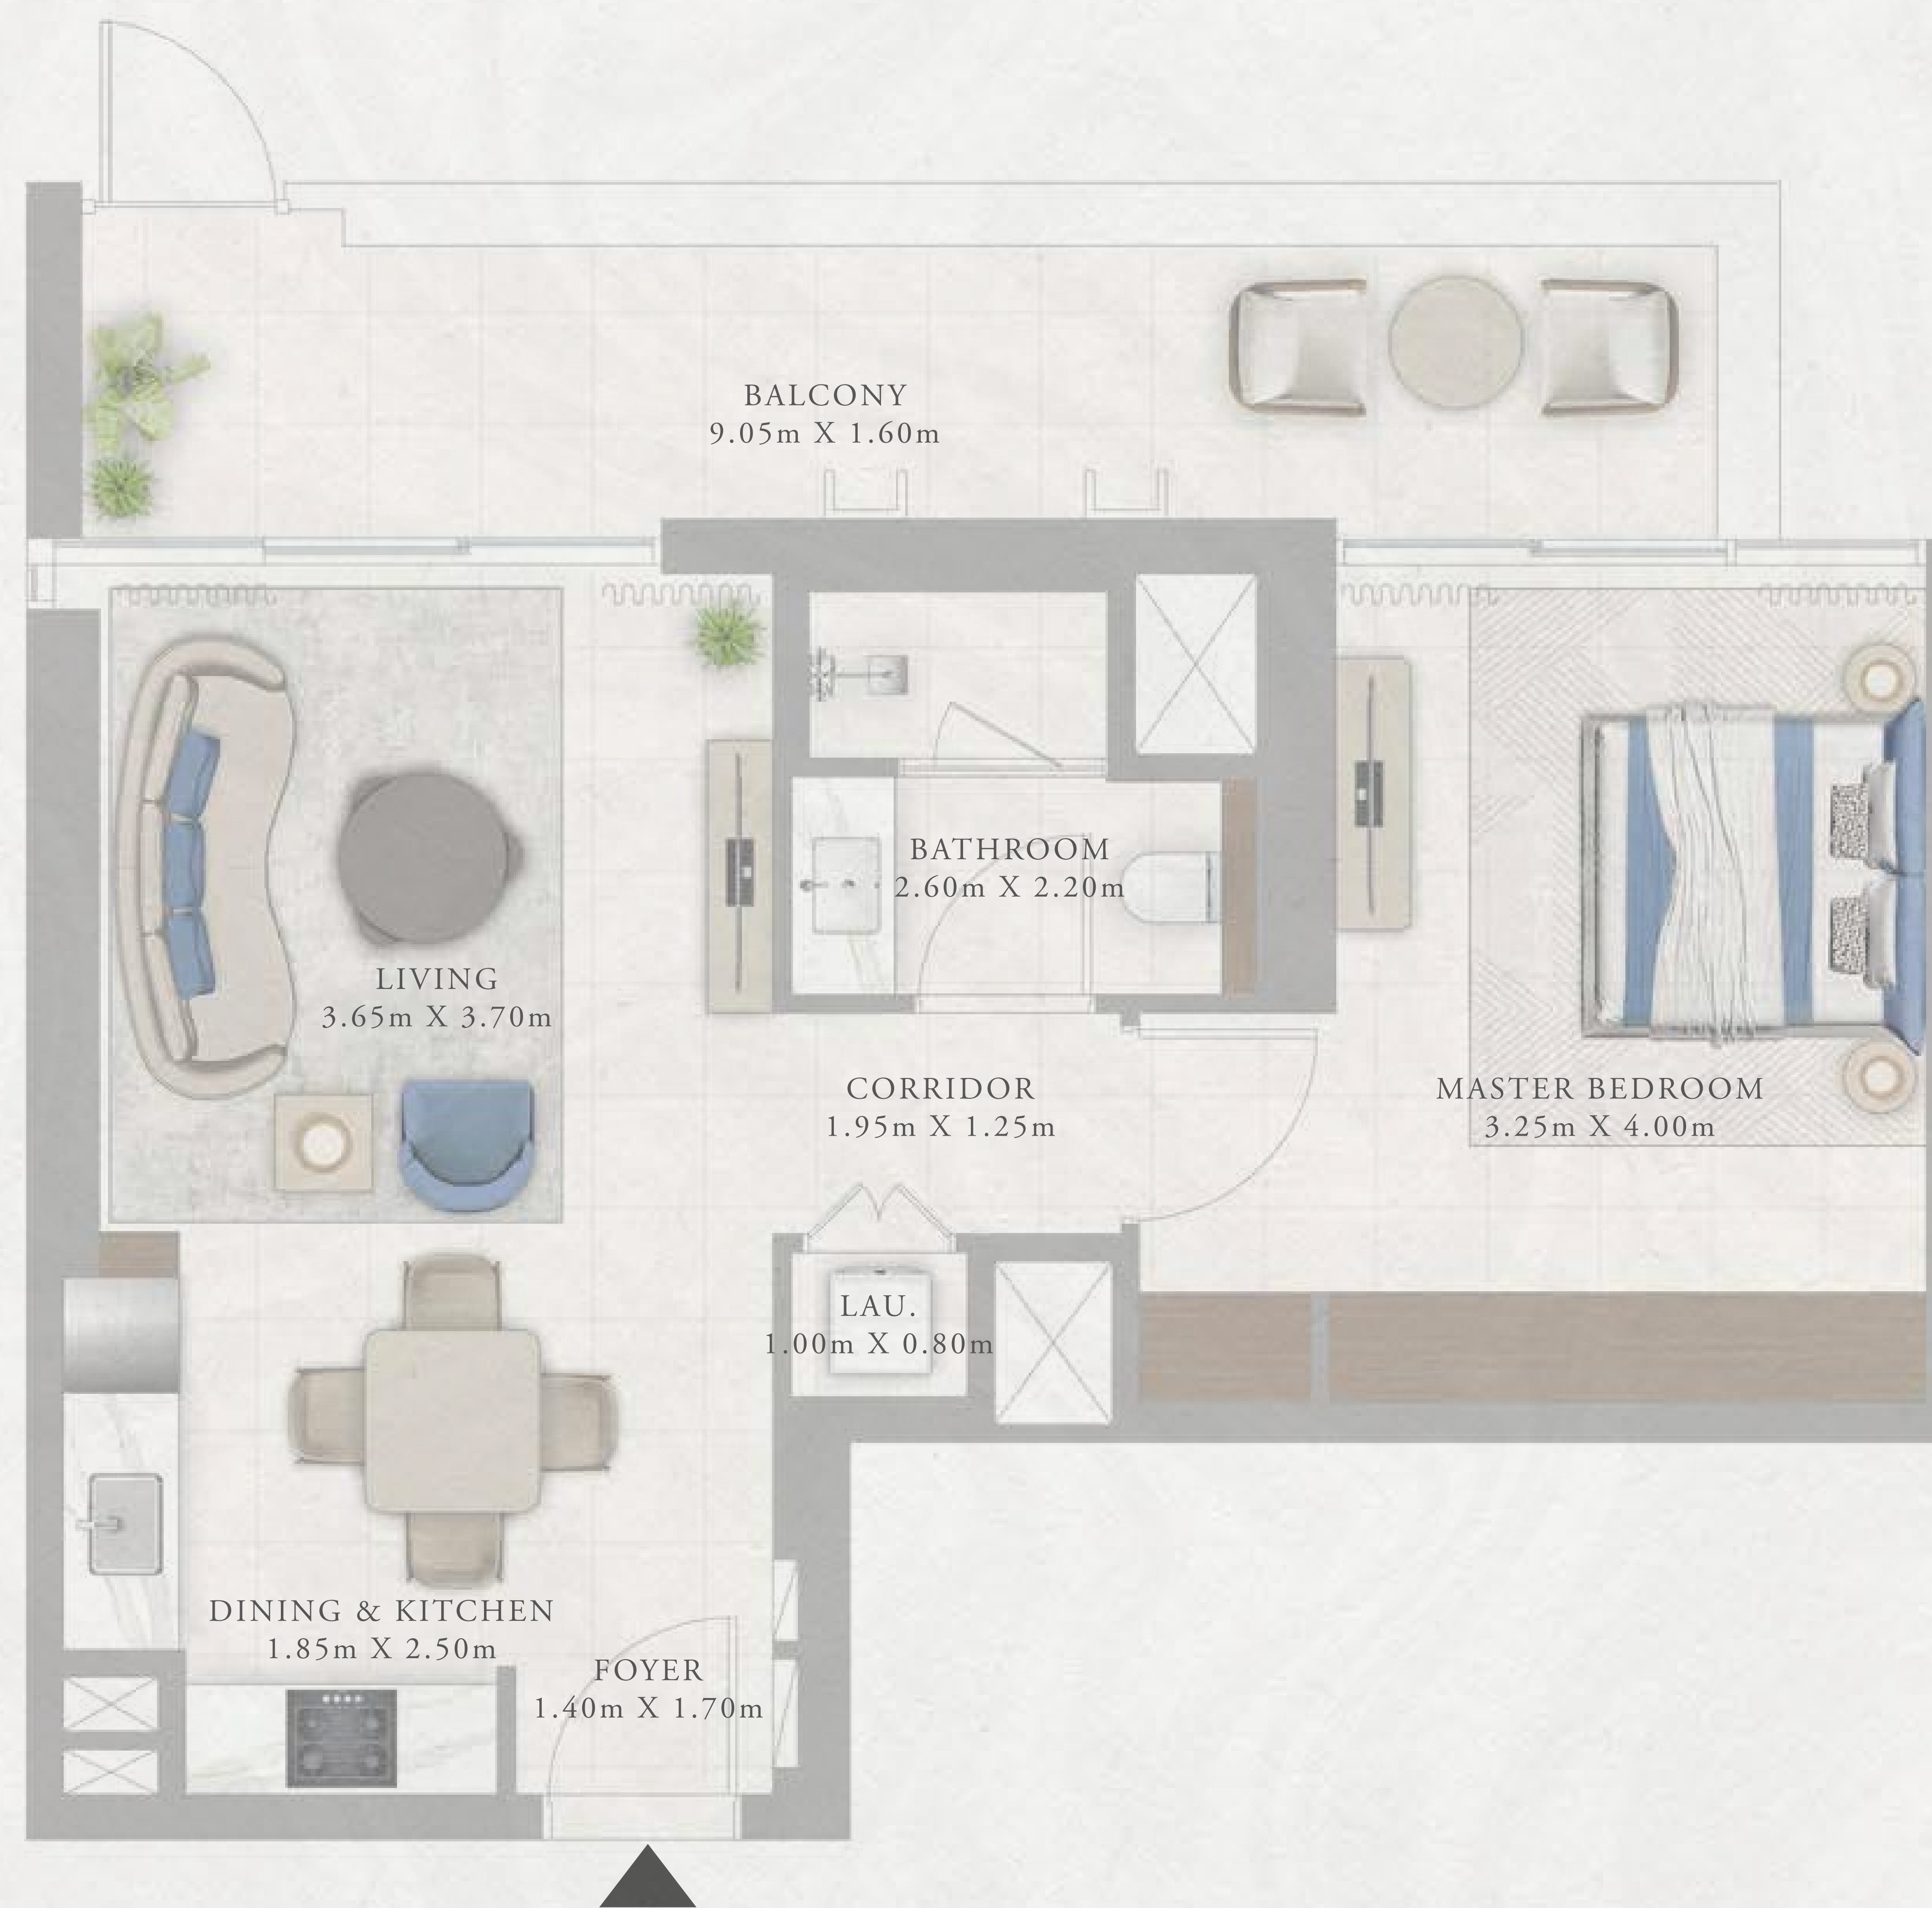 BALCONY
9.05m X 1.60m
BATHROOM
2.60m X 2.20m
LIVING
3.65m X 3.70m
CORRIDOR
1.95m X 1.25m
MASTER BEDROOM
3.25m X 4.00m
LAU.
1.00m X 0.80m
DINING & KITCHEN
1.85m X 2.50m
FOYER
1.40m X 1.70m